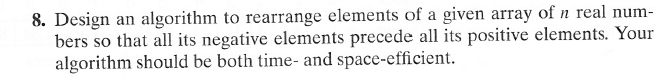 8. Design an algorithm to rearrange elements of a given array of n real num-
bers so that all its negative elements precede all its positive elements. Your
algorithm should be both time- and space-efficient.